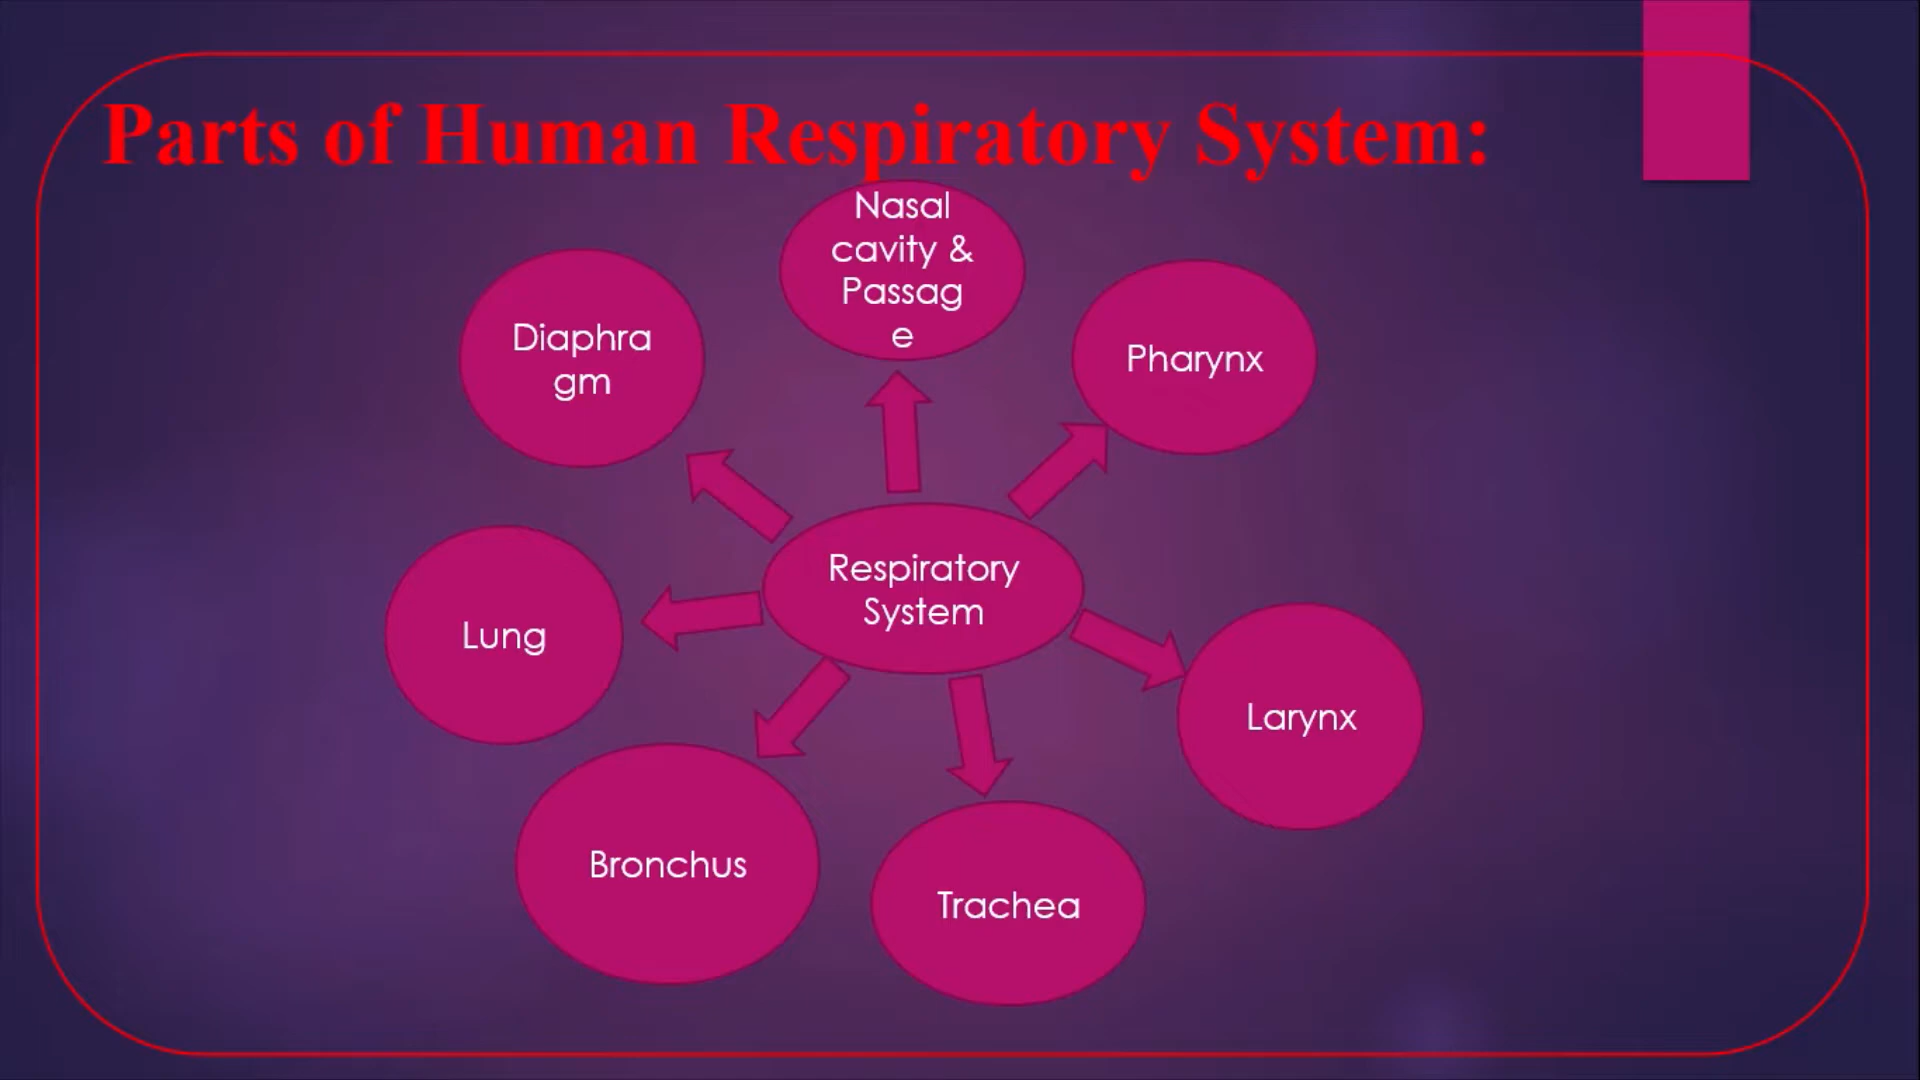 Parts of Human Respiratory System:
Nasal
cavity &
Passag
e
Diaphra
gm
Pharynx
Respiratory
System
Lung
Larynx
Bronchus
Trachea